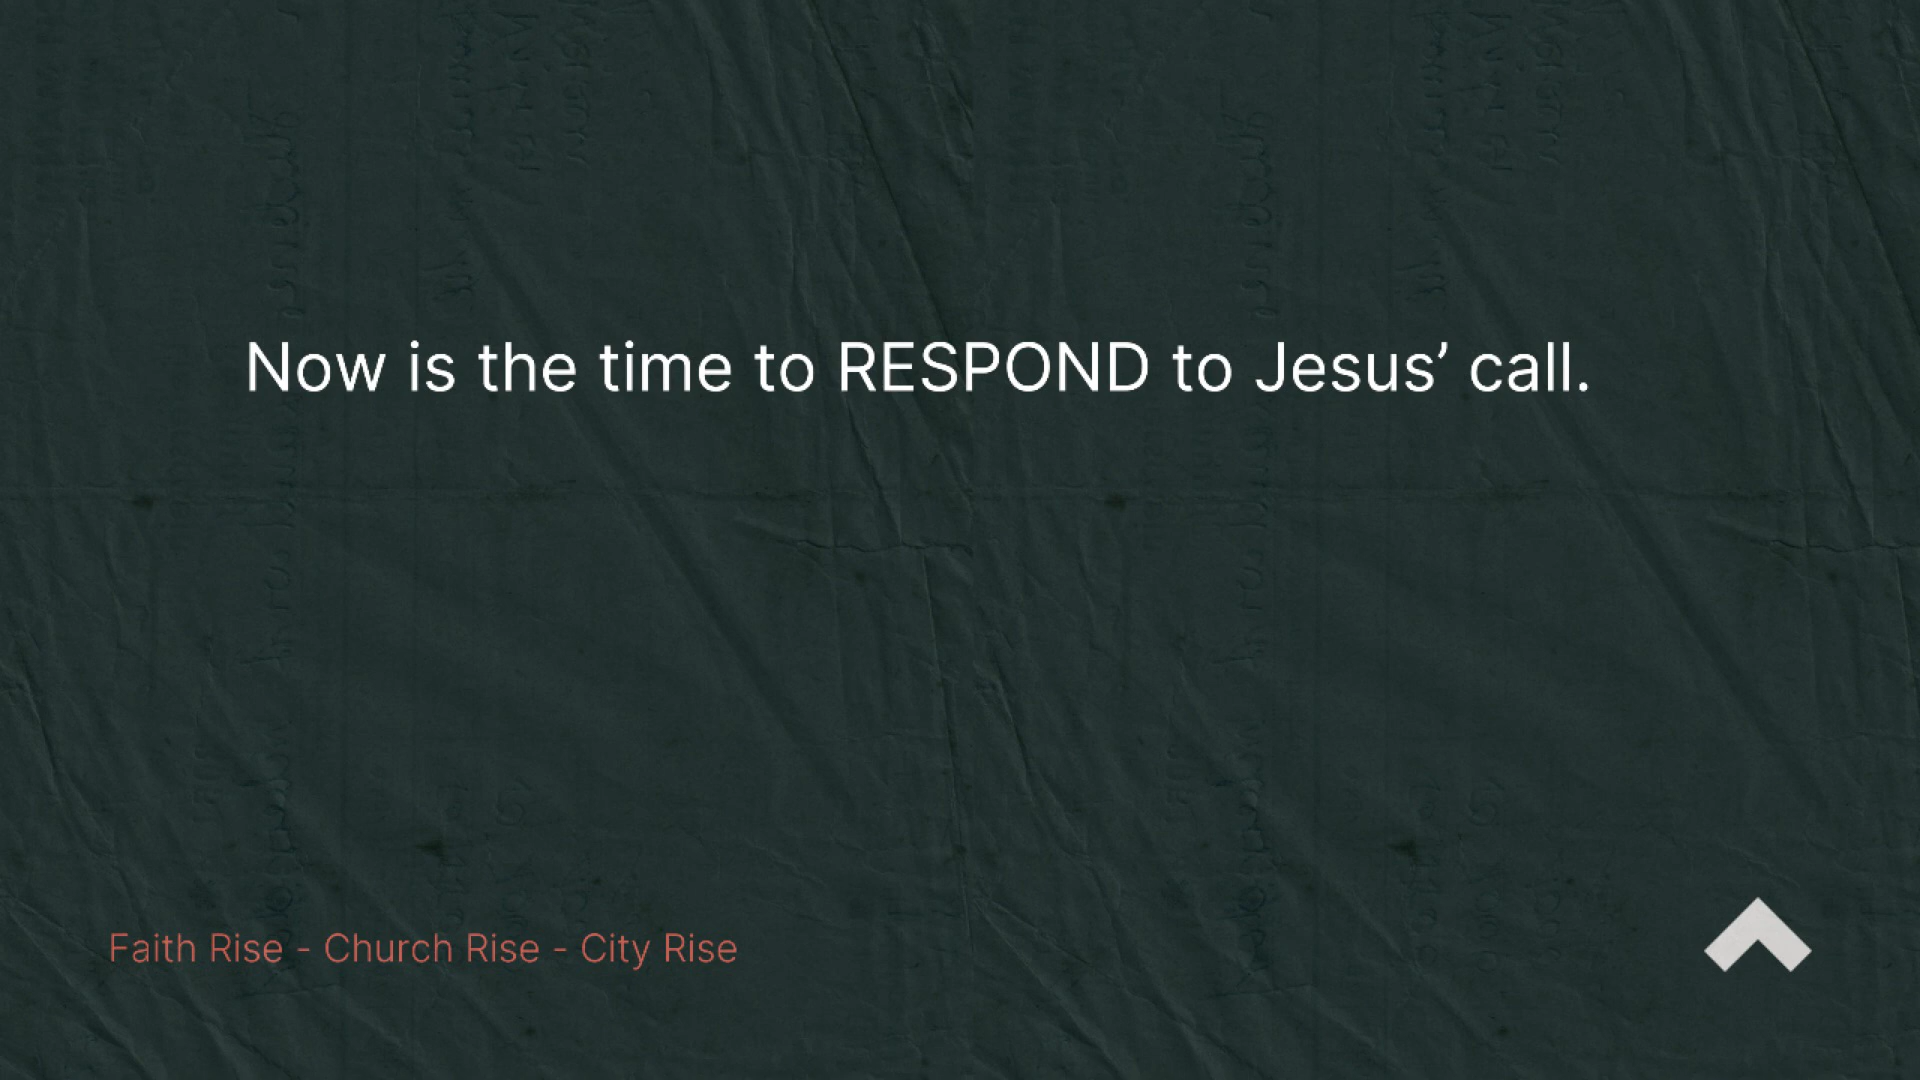 Now is the time to RESPOND to Jesus’ call.
Faith Rise - Church Rise - City Rise